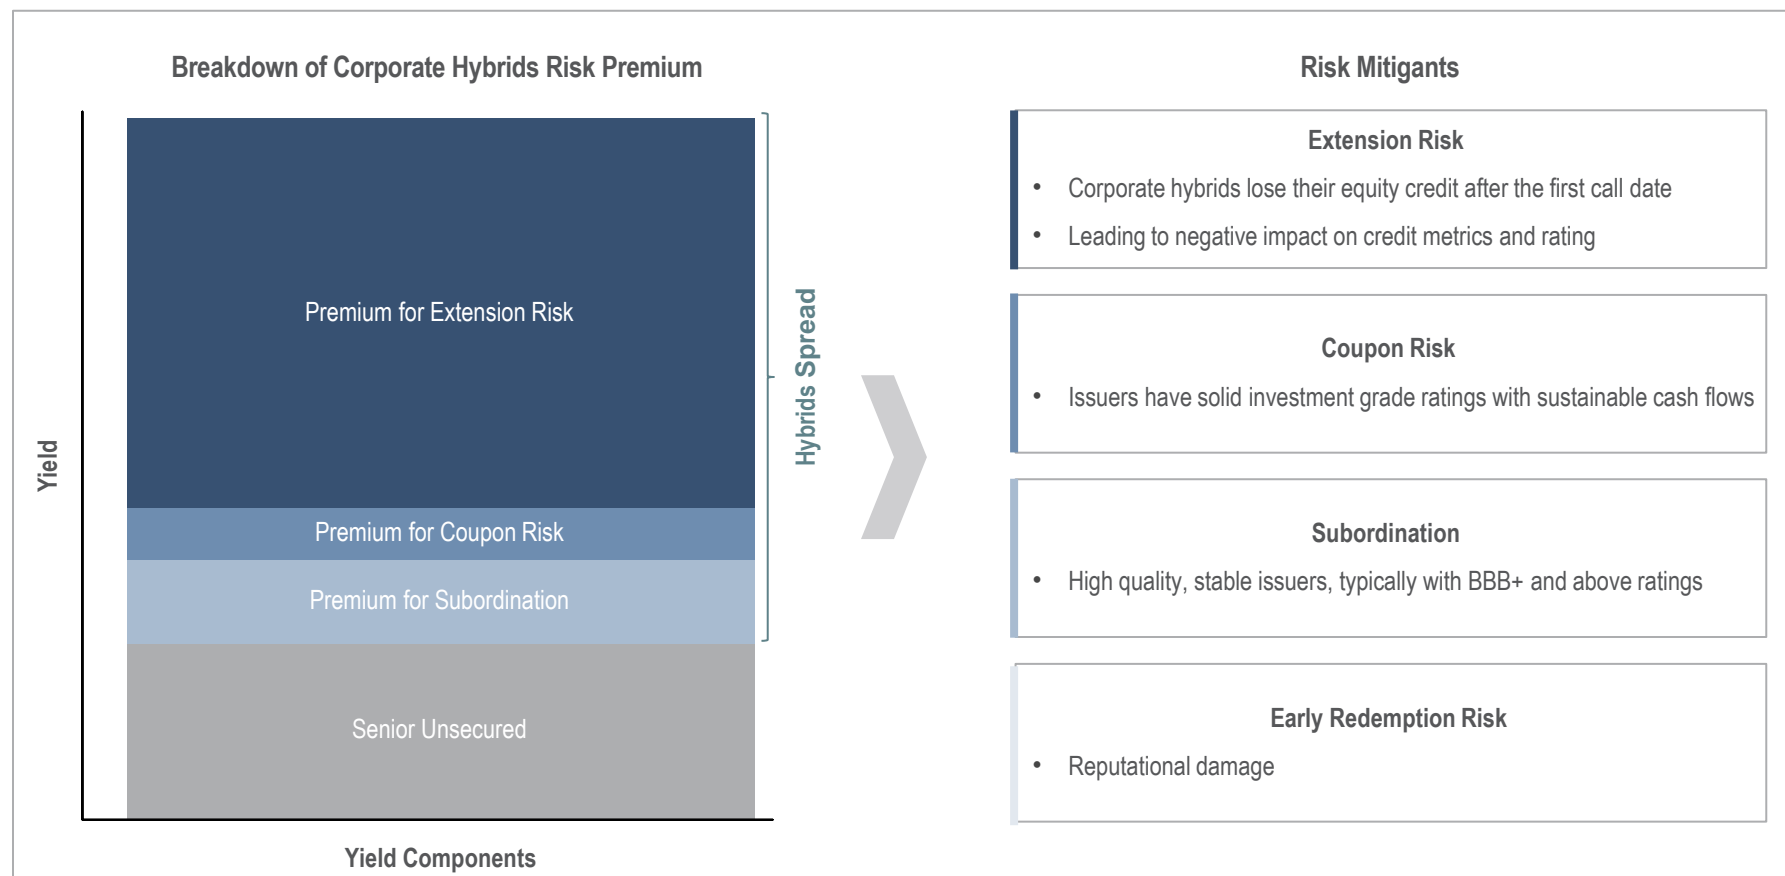 Breakdown of Corporate Hybrids Risk Premium
Yield
Premium for Extension Risk
Premium for Coupon Risk
Premium for Subordination
Senior Unsecured
Hybrids Spread
Yield Components
Risk Mitigants
Extension Risk
• Corporate hybrids lose their equity credit after the first call date
• Leading to negative impact on credit metrics and rating
Coupon Risk
• Issuers have solid investment grade ratings with sustainable cash flows
Subordination
• High quality, stable issuers, typically with BBB+ and above ratings
Early Redemption Risk
• Reputational damage